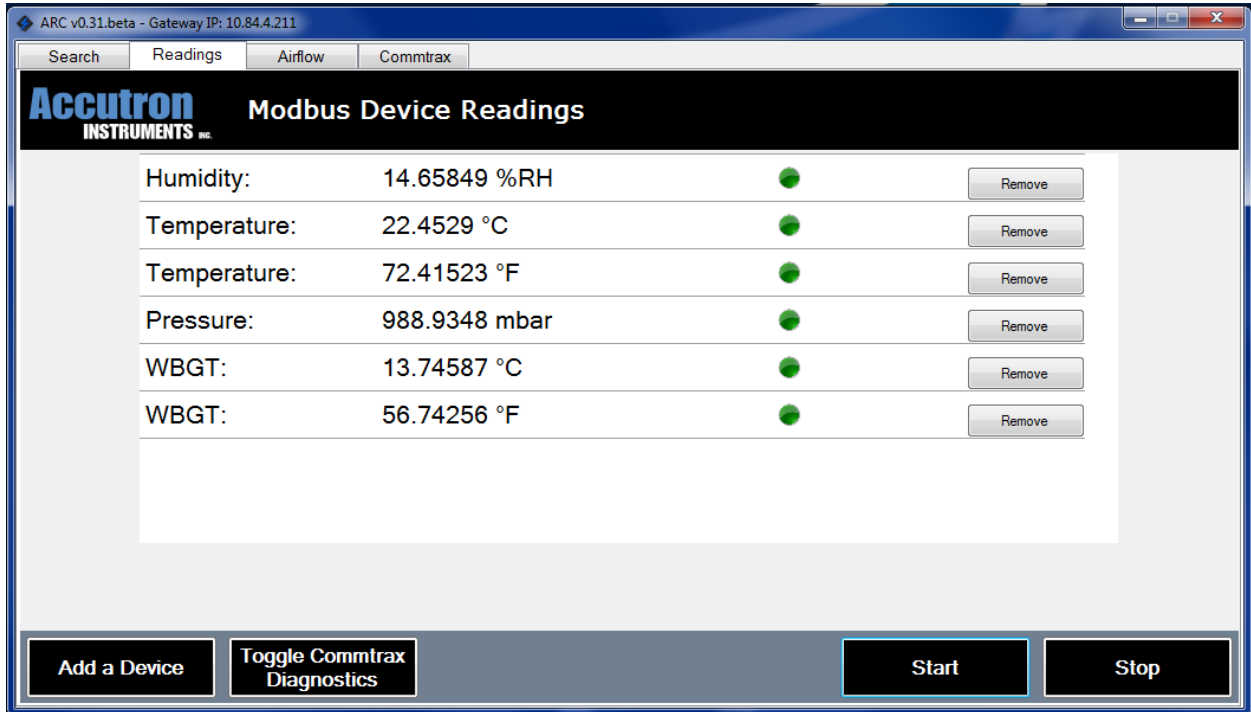 ARC v0.31.beta - Gateway IP: 10.84.4.211
Search Readings Airflow Commtrax
Accutron
INSTRUMENTS INC.
Modbus Device Readings
Humidity: 14.65849 %RH Remove
Temperature: 22.4529 °C Remove
Temperature: 72.41523 °F Remove
Pressure: 988.9348 mbar Remove
WBGT: 13.74587 °C Remove
WBGT: 56.74256 °F Remove
Add a Device
Toggle Commtrax
Diagnostics
Start
Stop